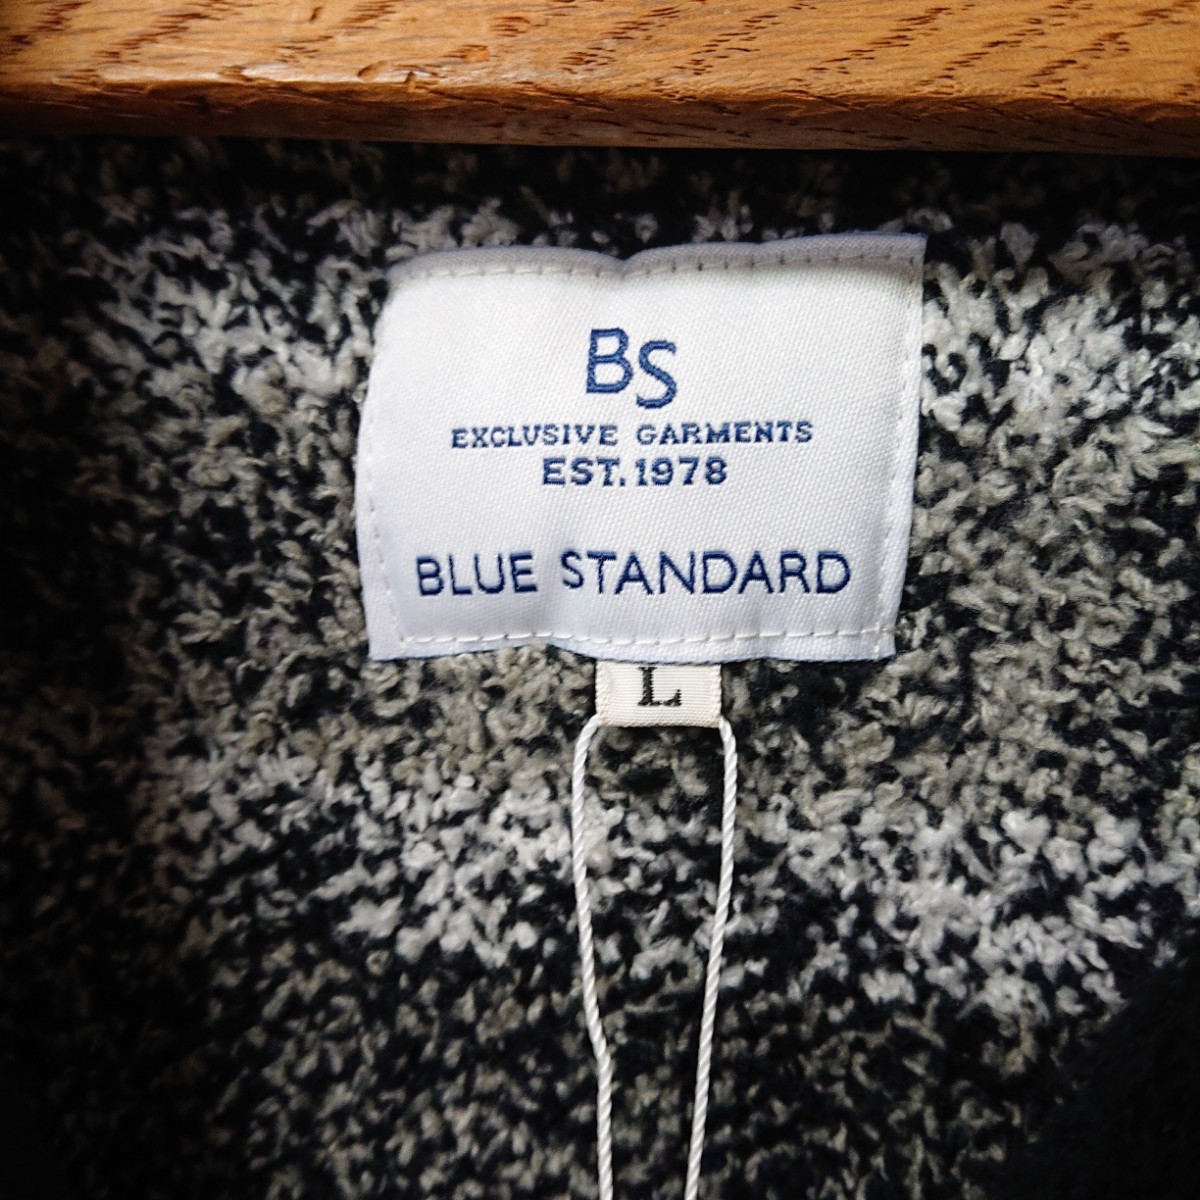 BS
EXCLUSIVE GARMENTS
EST. 1978
BLUE STANDARD
L